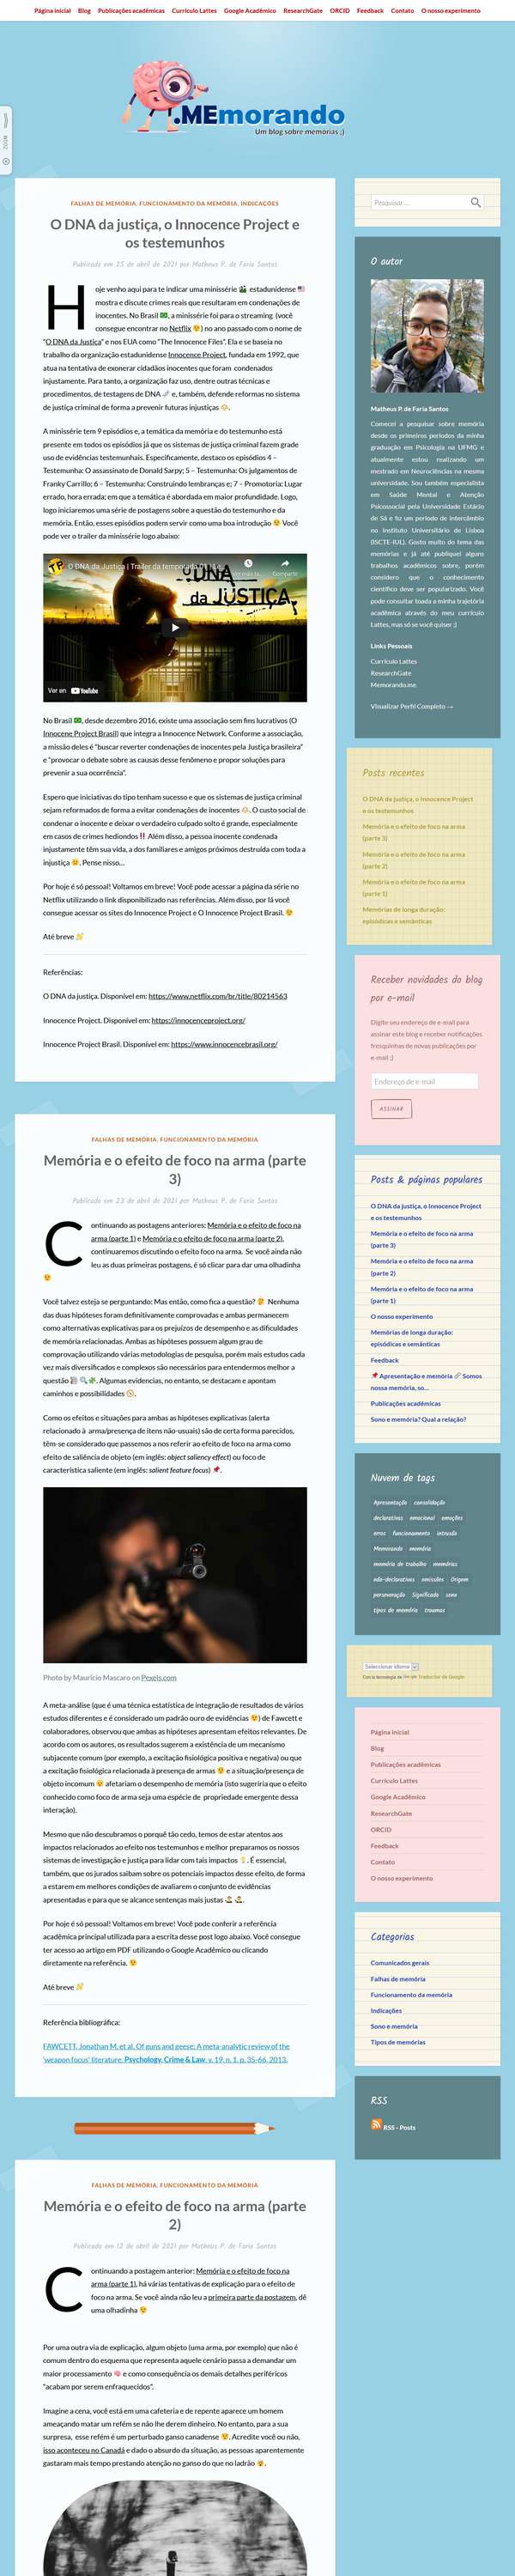 Página inicial Blog Publicações acadêmicas Currículo Lattes Google Acadêmico ResearchGate ORCID Feedback Contato O nosso experimento
ZOOM
.MEmorando
Um blog sobre memórias ;)
FALHAS DE MEMÓRIA, FUNCIONAMENTO DA MEMÓRIA, INDICAÇÕES
O DNA da justiça, o Innocence Project e
os testemunhos
Publicado em 25 de abril de 2021 por Matheus P. de Faria Santos
Hoje venho aqui para te indicar uma minissérie 🎬 estadunidense 🇺🇸
mostra e discute crimes reais que resultaram em condenações de
inocentes. No Brasil 🇧🇷, a minissérie foi para o streaming (você
consegue encontrar no Netflix 😉) no ano passado com o nome de
"O DNA da Justiça" e nos EUA como "The Innocence Files". Ela e se baseia no
trabalho da organização estadunidense Innocence Project, fundada em 1992, que
atua na tentativa de exonerar cidadãos inocentes que foram condenados
injustamente. Para tanto, a organização faz uso, dentre outras técnicas e
procedimentos, de testagens de DNA 🧬 e, também, defende reformas no sistema
de justiça criminal de forma a prevenir futuras injustiças
A minissérie tem 9 episódios e, a temática da memória e do testemunho está
presente em todos os episódios já que os sistemas de justiça criminal fazem grande
uso de evidências testemunhais. Especificamente, destaco os episódios 4 –
Testemunha: O assassinato de Donald Sarpy; 5 – Testemunha: Os julgamentos de
Franky Carrillo; 6 – Testemunha: Construindo lembranças e; 7 – Promotoria: Lugar
errado, hora errada; em que a temática é abordada em maior profundidade. Logo,
logo iniciaremos uma série de postagens sobre a questão do testemunho e da
memória. Então, esses episódios podem servir como uma boa introdução 😉 Você
pode ver o trailer da minissérie logo abaixo:
O DNA da Justiça | Trailer da temporada
Compartir
DNA
da JUSTIÇA
Ver en YouTube
No Brasil 🇧🇷, desde dezembro 2016, existe uma associação sem fins lucrativos (O
Innocene Project Brasil) que integra a Innocence Network. Conforme a associação,
a missão deles é "buscar reverter condenações de inocentes pela Justiça brasileira"
e "provocar o debate sobre as causas desse fenômeno e propor soluções para
prevenir a sua ocorrência".
Espero que iniciativas do tipo tenham sucesso e que os sistemas de justiça criminal
sejam reformados de forma a evitar condenações de inocentes. O custo social de
condenar o inocente e deixar o verdadeiro culpado solto é grande, especialmente
em casos de crimes hediondos ‼️ Além disso, a pessoa inocente condenada
injustamente têm sua vida, a dos familiares e amigos próximos destruída com toda a
injustiça. Pense nisso…
Por hoje é só pessoal! Voltamos em breve! Você pode acessar a página da série no
Netflix utilizando o link disponibilizado nas referências. Além disso, por lá você
consegue acessar os sites do Innocence Project e O Innocence Project Brasil. 😉
Até breve 👋
Referências:
O DNA da justiça. Disponível em: https://www.netflix.com/br/title/80214563
Innocence Project. Disponível em: https://innocenceproject.org/
Innocence Project Brasil. Disponível em: https://www.innocencebrasil.org/
FALHAS DE MEMÓRIA, FUNCIONAMENTO DA MEMÓRIA
Memória e o efeito de foco na arma (parte
3)
Publicado em 23 de abril de 2021 por Matheus P. de Faria Santos
Continuando as postagens anteriores: Memória e o efeito de foco na
arma (parte 1) e Memória e o efeito de foco na arma (parte 2),
continuaremos discutindo o efeito foco na arma. Se você ainda não
leu as duas primeiras postagens, é só clicar para dar uma olhadinha
😉
Você talvez esteja se perguntando: Mas então, como fica a questão? Nenhuma
das duas hipóteses foram definitivamente comprovadas e ambas permanecem
como alternativas explicativas para os prejuízos de desempenho e as dificuldades
de memória relacionadas. Ambas as hipóteses possuem algum grau de
comprovação utilizando várias metodologias de pesquisa, porém mais estudos cada
vez mais diversificados e complexos são necessários para entendermos melhor a
questão. Algumas evidencias, no entanto, se destacam e apontam
caminhos e possibilidades 🧭.
Como os efeitos e situações para ambas as hipóteses explicativas (alerta
relacionado à arma/presença de itens não-usuais) são de certa forma parecidos,
têm-se considerado que passemos a nos referir ao efeito de foco na arma como
efeito de saliência de objeto (em inglês: object saliency effect) ou foco de
característica saliente (em inglês: salient feature focus) 📌.
Photo by Maurício Mascaro on Pexels.com
A meta-análise (que é uma técnica estatística de integração de resultados de vários
estudos diferentes e é considerado um padrão ouro de evidências 😉) de Fawcett e
colaboradores, observou que ambas as hipóteses apresentam efeitos relevantes. De
acordo com os autores, os resultados sugerem a existência de um mecanismo
subjacente comum (por exemplo, a excitação fisiológica positiva e negativa) ou que
a excitação fisiológica relacionada à presença de armas e a situação/presença de
objeto incomum afetariam o desempenho de memória (isto sugeriria que o efeito
conhecido como foco de arma seja uma espécie de propriedade emergente dessa
interação).
Mesmo que não descubramos o porquê tão cedo, temos de estar atentos aos
impactos relacionados ao efeito nos testemunhos e melhor preparamos os nossos
sistemas de investigação e justiça para lidar com tais impactos 💡. É essencial,
também, que os jurados saibam sobre os potenciais impactos desse efeito, de forma
a estarem em melhores condições de avaliarem o conjunto de evidências
apresentadas e para que se alcance sentenças mais justas
Por hoje é só pessoal! Voltamos em breve! Você pode conferir a referência
acadêmica principal utilizada para a escrita desse post logo abaixo. Você consegue
ter acesso ao artigo em PDF utilizando o Google Acadêmico ou clicando
diretamente na referência. 😉
Até breve 👋
Referência bibliográfica:
FAWCETT, Jonathan M. et al. Of guns and geese: A meta-analytic review of the
'weapon focus' literature. Psychology, Crime & Law, v. 19, n. 1, p. 35-66, 2013.
FALHAS DE MEMÓRIA, FUNCIONAMENTO DA MEMÓRIA
Memória e o efeito de foco na arma (parte
2)
Publicado em 12 de abril de 2021 por Matheus P. de Faria Santos
Continuando a postagem anterior: Memória e o efeito de foco na
arma (parte 1), há várias tentativas de explicação para o efeito de
foco na arma. Se você ainda não leu a primeira parte da postagem, dê
uma olhadinha 😉
Por uma outra via de explicação, algum objeto (uma arma, por exemplo) que não é
comum dentro do esquema que representa aquele cenário passa a demandar um
maior processamento 🧠 e como consequência os demais detalhes periféricos
"acabam por serem enfraquecidos".
Imagine a cena, você está em uma cafeteria e de repente aparece um homem
ameaçando matar um refém se não lhe derem dinheiro. No entanto, para a sua
surpresa, esse refém é um perturbado ganso canadense. Acredite você ou não,
isso aconteceu no Canadá e dado o absurdo da situação, as pessoas aparentemente
gastaram mais tempo prestando atenção no ganso do que no ladrão
Pesquisar …
O autor
Matheus P. de Faria Santos
Comecei a pesquisar sobre memória
desde os primeiros períodos da minha
graduação em Psicologia na UFMG e
atualmente estou realizando um
mestrado em Neurociências na mesma
universidade. Sou também especialista
em Saúde Mental e Atenção
Psicossocial pela Universidade Estácio
de Sá e fiz um período de intercâmbio
no Instituto Universitário de Lisboa
(ISCTE-IUL). Gosto muito do tema das
memórias e já até publiquei alguns
trabalhos acadêmicos sobre, porém
considero que o conhecimento
científico deve ser popularizado. Você
pode consultar toada a minha trajetória
acadêmica através do meu currículo
Lattes, mas só se você quiser ;)
Links Pessoais
Currículo Lattes
ResearchGate
Memorando.me
Visualizar Perfil Completo →
Posts recentes
O DNA da justiça, o Innocence Project
e os testemunhos
Memória e o efeito de foco na arma
(parte 3)
Memória e o efeito de foco na arma
(parte 2)
Memória e o efeito de foco na arma
(parte 1)
Memórias de longa duração:
episódicas e semânticas
Receber novidades do blog
por e-mail
Digite seu endereço de e-mail para
assinar este blog e receber notificações
fresquinhas de novas publicações por
e-mail ;)
Endereço de e-mail
ASSINAR
Posts & páginas populares
O DNA da justiça, o Innocence Project
e os testemunhos
Memória e o efeito de foco na arma
(parte 3)
Memória e o efeito de foco na arma
(parte 2)
Memória e o efeito de foco na arma
(parte 1)
O nosso experimento
Memórias de longa duração:
episódicas e semânticas
Feedback
📌 Apresentação e memória 🔗 Somos
nossa memória, so...
Publicações acadêmicas
Sono e memória? Qual a relação?
Nuvem de tags
Apresentação consolidação
declarativas emocional emoções
erros funcionamento intrusão
Memorando memória
memória de trabalho memórias
não-declarativas omissões Origem
perseveração Significado sono
tipos de memória traumas
Seleccionar idioma
Con la tecnología de Google Traductor de Google
Página inicial
Blog
Publicações acadêmicas
Currículo Lattes
Google Acadêmico
ResearchGate
ORCID
Feedback
Contato
O nosso experimento
Categorias
Comunicados gerais
Falhas de memória
Funcionamento da memória
Indicações
Sono e memória
Tipos de memórias
RSS
RSS - Posts